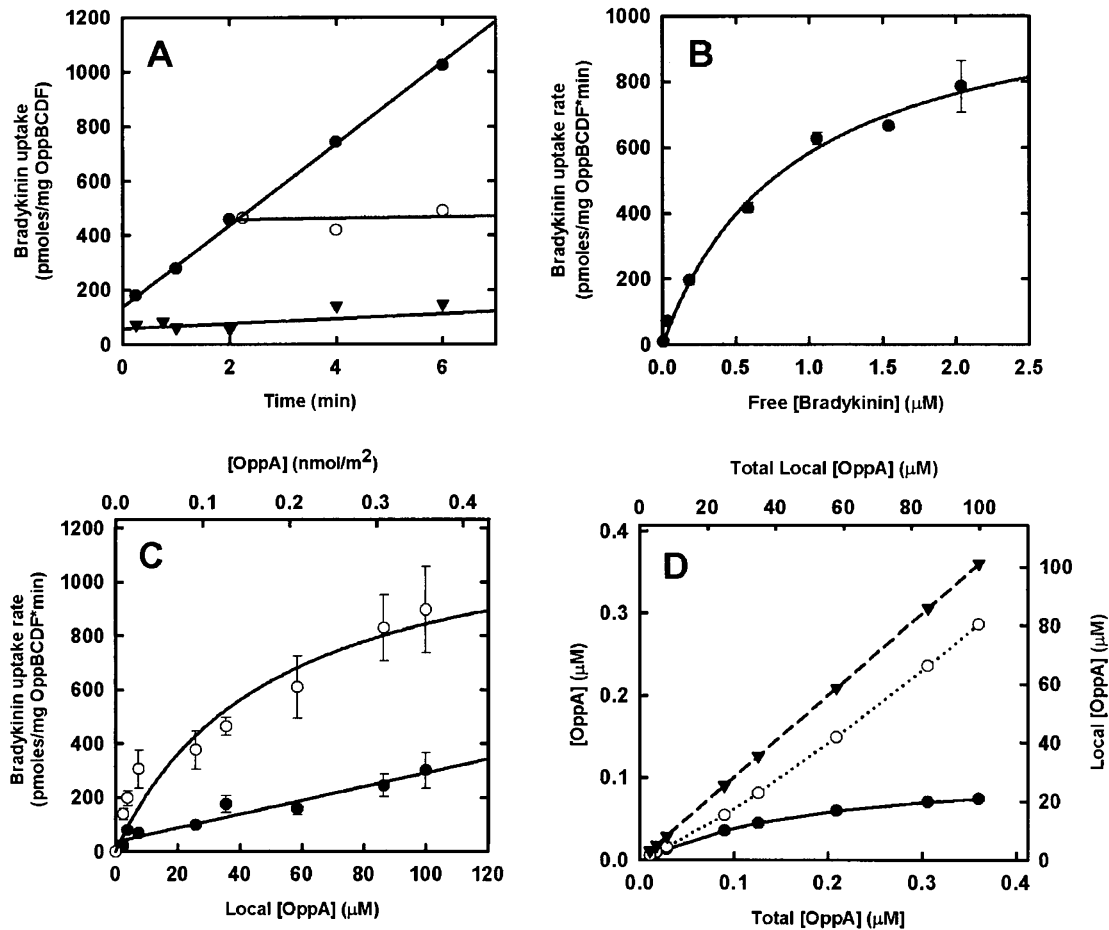 A
Bradykinin uptake
(pmoles/mg OppBCDF)
1200
1000
800
600
400
200
0
0 2 4 6
Time (min)
B
Bradykinin uptake rate
(pmoles/mg OppBCDF*min)
1000
800
600
400
200
0
0.0 0.5 1.0 1.5 2.0 2.5
Free [Bradykinin] (μM)
[OppA] (nmol/m²)
0.0 0.1 0.2 0.3 0.4
C
Bradykinin uptake rate
(pmoles/mg OppBCDF*min)
1200
1000
800
600
400
200
0
0 20 40 60 80 100 120
Local [OppA] (μM)
Total Local [OppA] (μM)
0 20 40 60 80 100
D
[OppA] (μM)
0.4
0.3
0.2
0.1
0.0
100
80
60
40
20
0
Local [OppA] (μM)
0.0 0.1 0.2 0.3 0.4
Total [OppA] (μM]